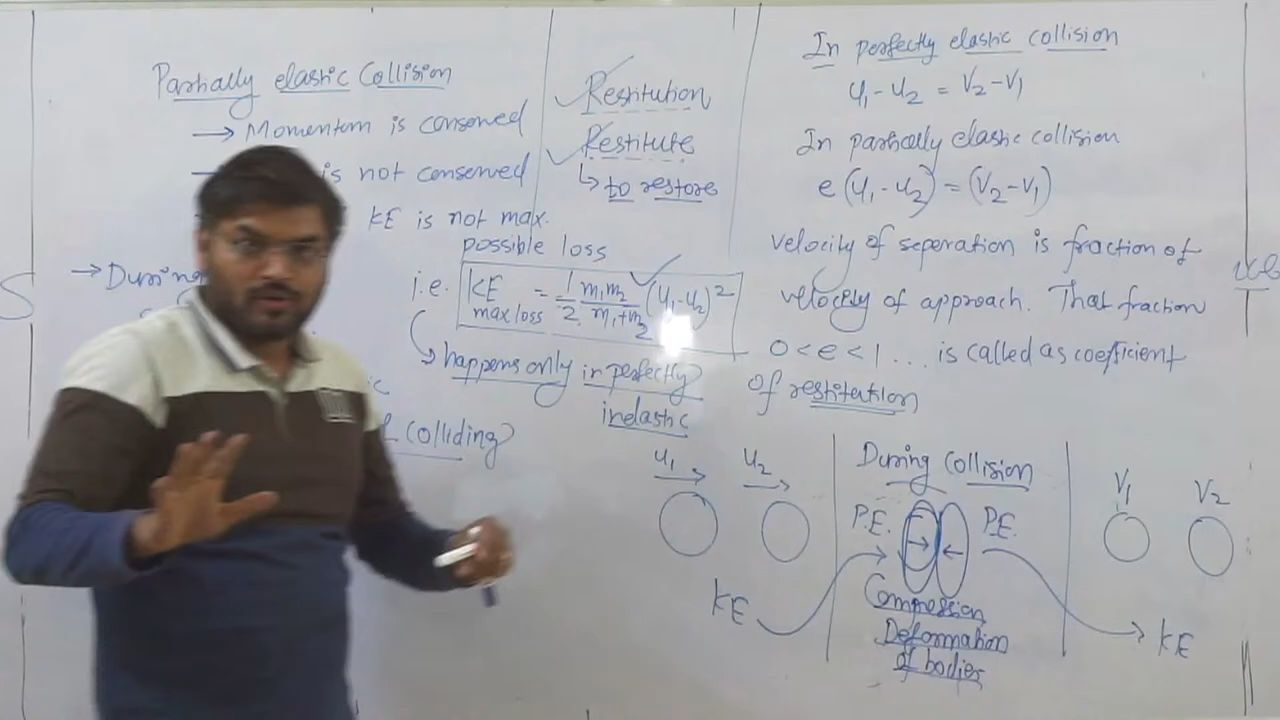 Partially elastic Collision
→ Momentum is conserved
is not conserved
KE is not max.
possible loss
→ During
i.e. KE max loss = 1/2 m₁m₂/m₁+m₂ (u₁-u₂)²
↳ happens only in perfectly
inelastic
colliding
Restitution
Restitute
↳ to restore
In perfectly elastic collision
u₁-u₂ = V₂-V₁
In partially elastic collision
e(u₁-u₂) = (V₂-V₁)
velocity of seperation is fraction of
velocity of approach. That fraction
0<e<1... is called as coefficient
of restitution
u₁ u₂
KE
During Collision
P.E. P.E.
Compression
Deformation
of bodies
V₁ V₂
KE